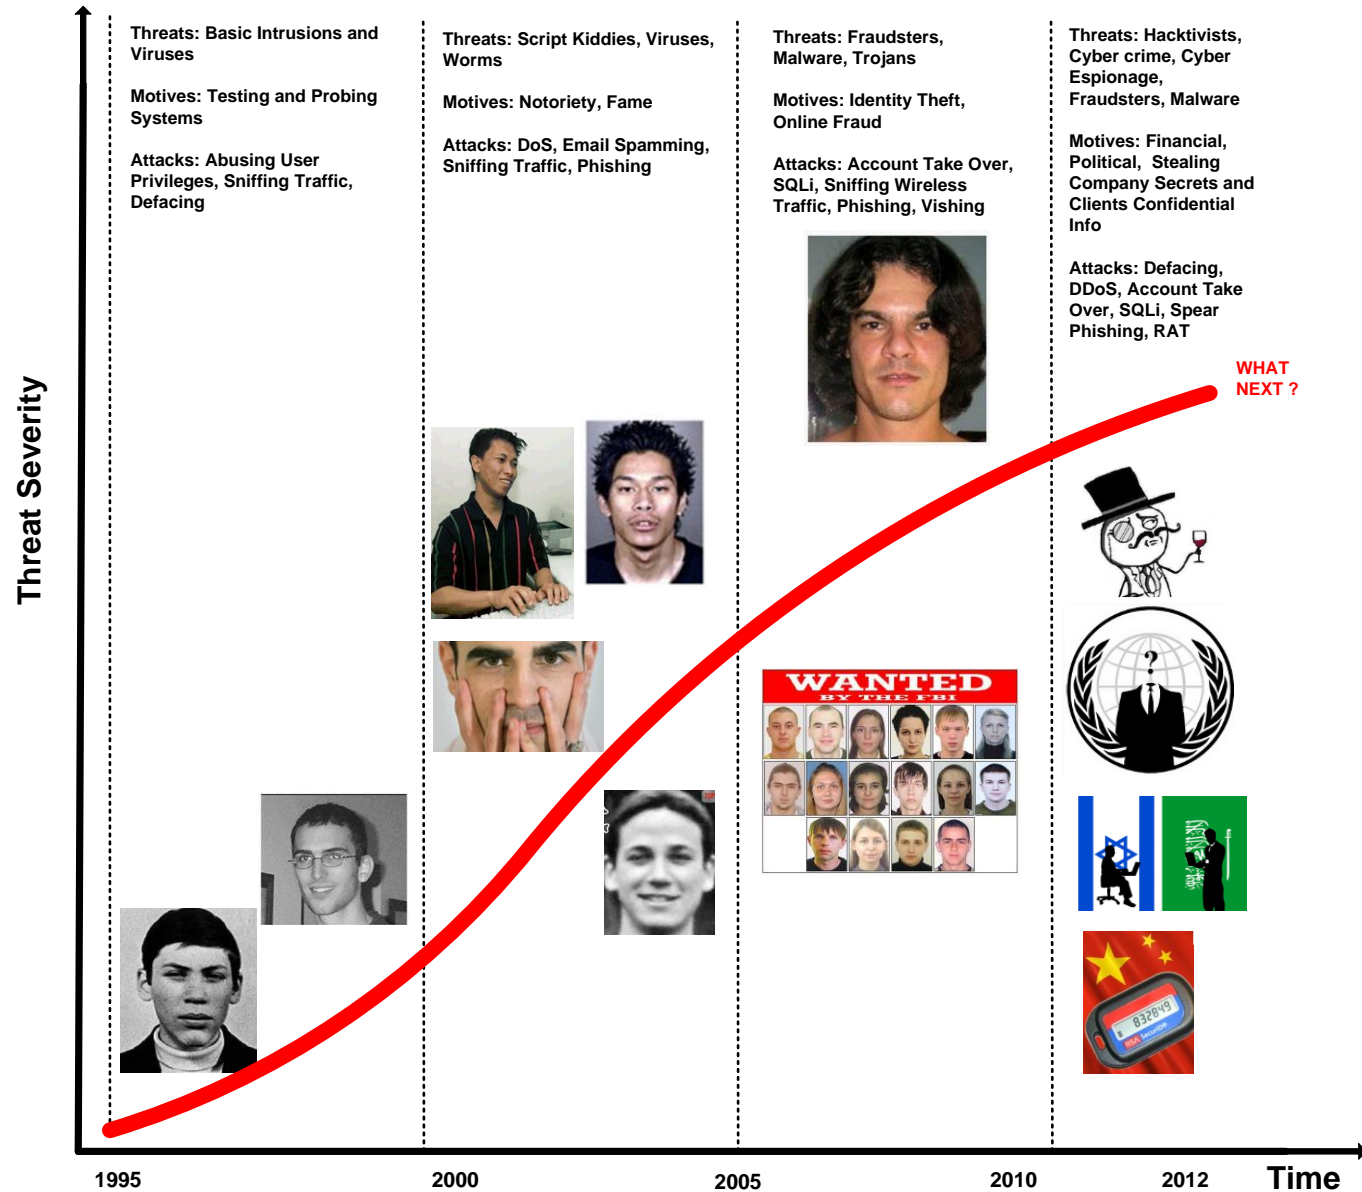 Threats: Basic Intrusions and
Viruses
Motives: Testing and Probing
Systems
Attacks: Abusing User
Privileges, Sniffing Traffic,
Defacing
Threats: Script Kiddies, Viruses,
Worms
Motives: Notoriety, Fame
Attacks: DoS, Email Spamming,
Sniffing Traffic, Phishing
Threats: Fraudsters,
Malware, Trojans
Motives: Identity Theft,
Online Fraud
Attacks: Account Take Over,
SQLi, Sniffing Wireless
Traffic, Phishing, Vishing
Threats: Hacktivists,
Cyber crime, Cyber
Espionage,
Fraudsters, Malware
Motives: Financial,
Political, Stealing
Company Secrets and
Clients Confidential
Info
Attacks: Defacing,
DDoS, Account Take
Over, SQLi, Spear
Phishing, RAT
WHAT
NEXT ?
Threat Severity
WANTED
BY THE FBI
?
832849
RSA SecurID
1995
2000
2005
2010
2012
Time